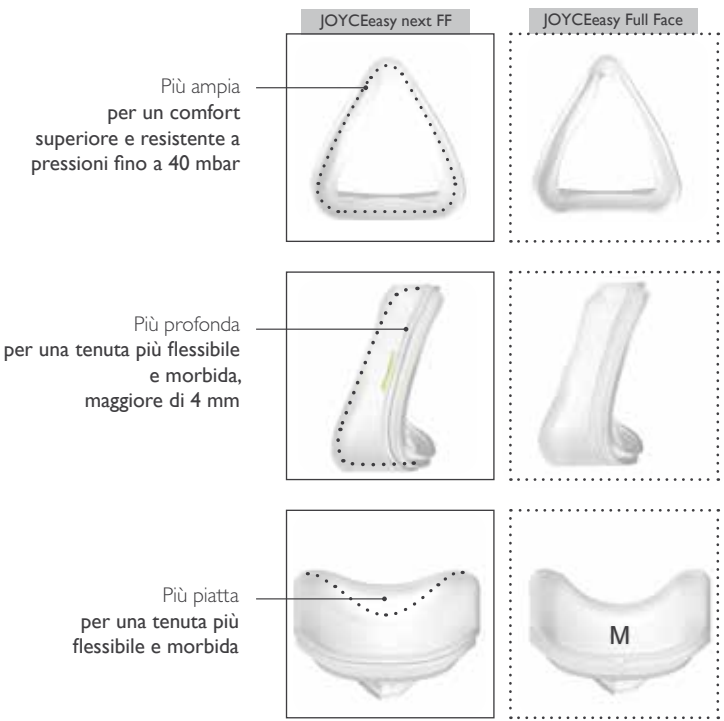 JOYCEeasy next FF
JOYCEeasy Full Face
Più ampia
per un comfort
superiore e resistente a
pressioni fino a 40 mbar
Più profonda
per una tenuta più flessibile
e morbida,
maggiore di 4 mm
Più piatta
per una tenuta più
flessibile e morbida
M